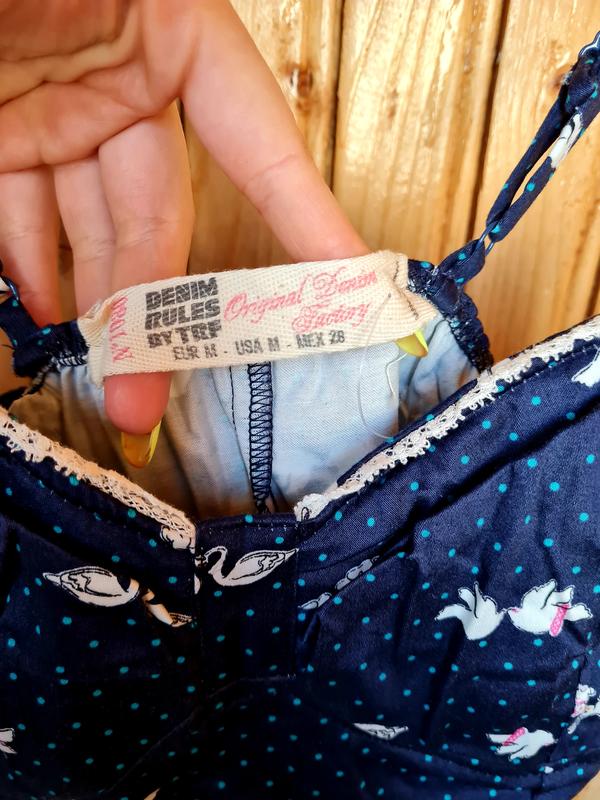 DENIM
RULES
BY TRF
Original Denim
Factory
EUR M - USA M - MEX 28